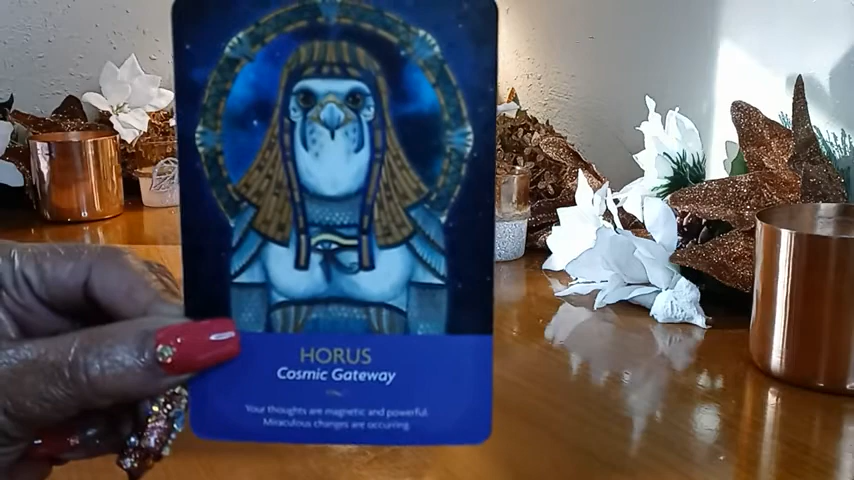 HORUS
Cosmic Gateway
Your thoughts are magnetic and powerful.
Miraculous changes are occurring.